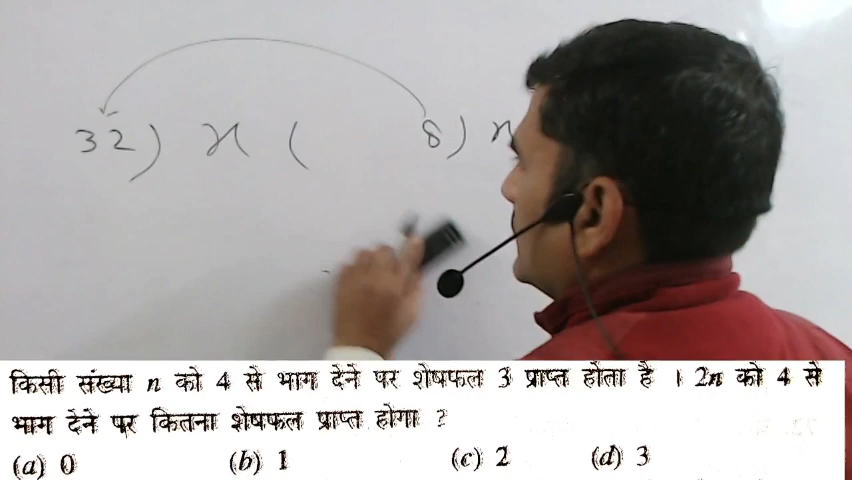 32) x ( 8) x
किसी संख्या n को 4 से भाग देने पर शेषफल 3 प्राप्त होता है । 2n को 4 से
भाग देने पर कितना शेषफल प्राप्त होगा ?
(a) 0 (b) 1 (c) 2 (d) 3